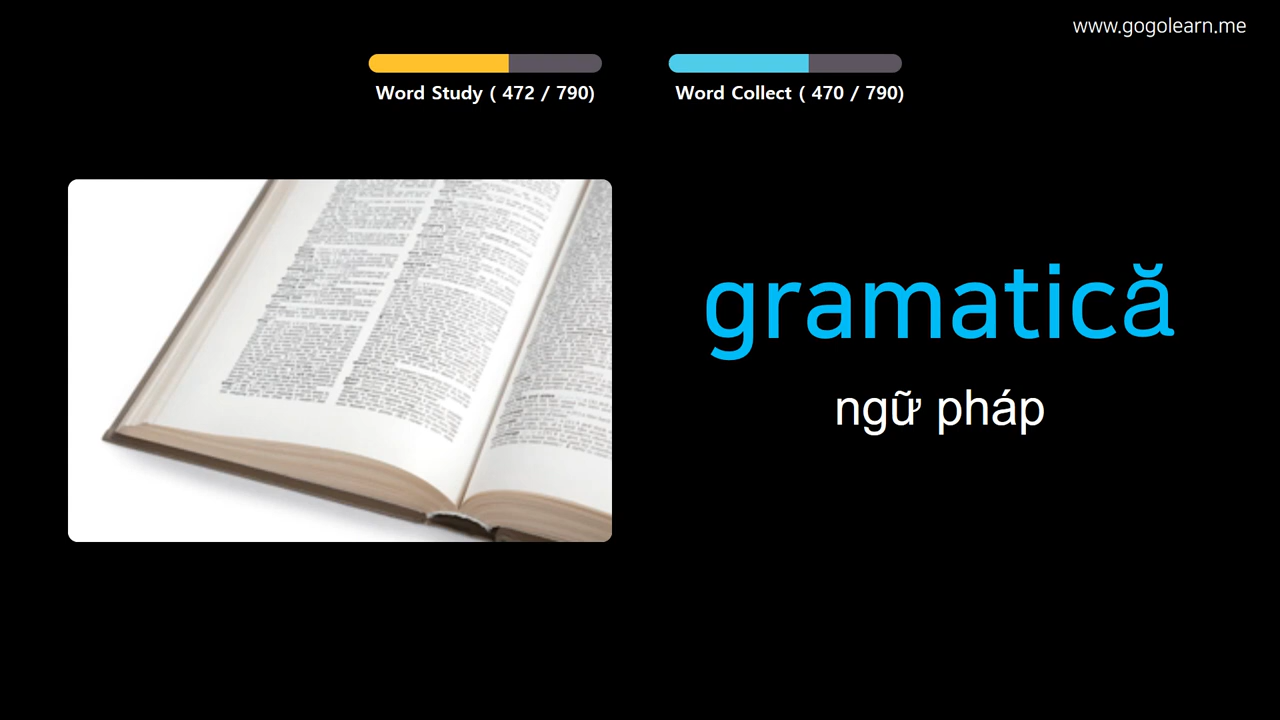 www.gogolearn.me
Word Study ( 472 / 790)
Word Collect ( 470 / 790)
gramatică
ngữ pháp